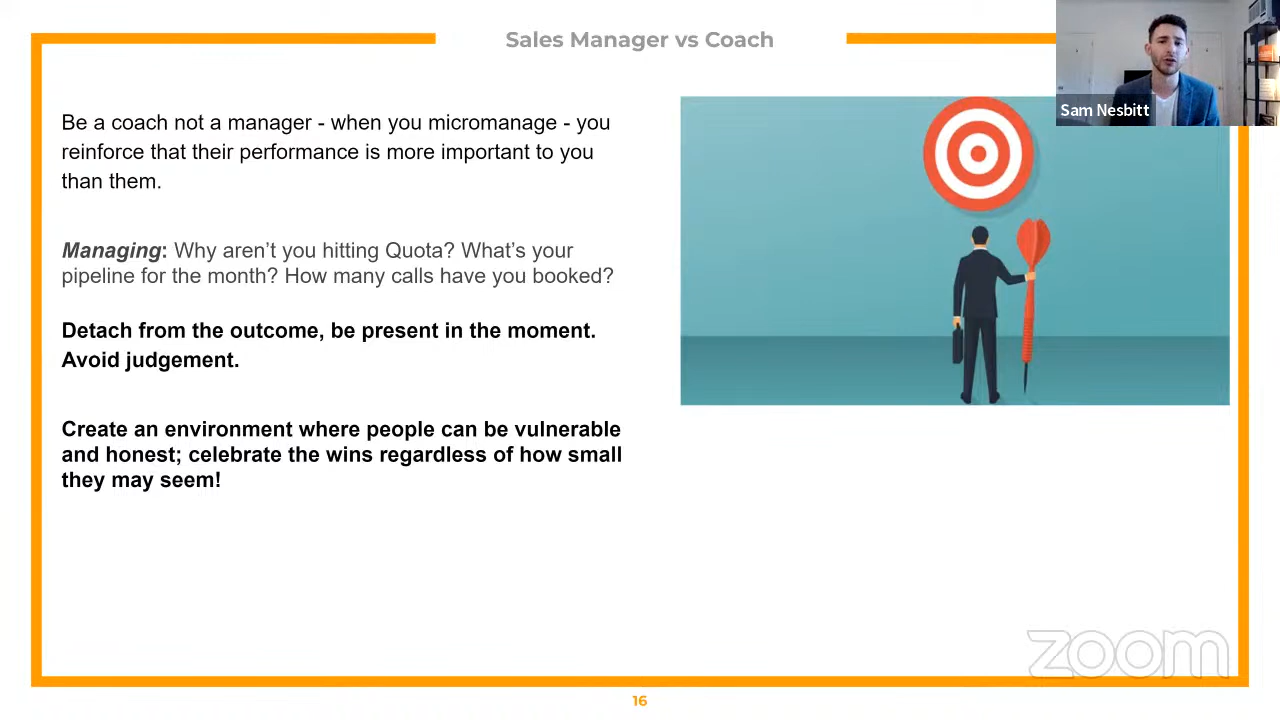 Sales Manager vs Coach
Sam Nesbitt
Be a coach not a manager - when you micromanage - you
reinforce that their performance is more important to you
than them.
Managing: Why aren’t you hitting Quota? What’s your
pipeline for the month? How many calls have you booked?
Detach from the outcome, be present in the moment.
Avoid judgement.
Create an environment where people can be vulnerable
and honest; celebrate the wins regardless of how small
they may seem!
zoom
16